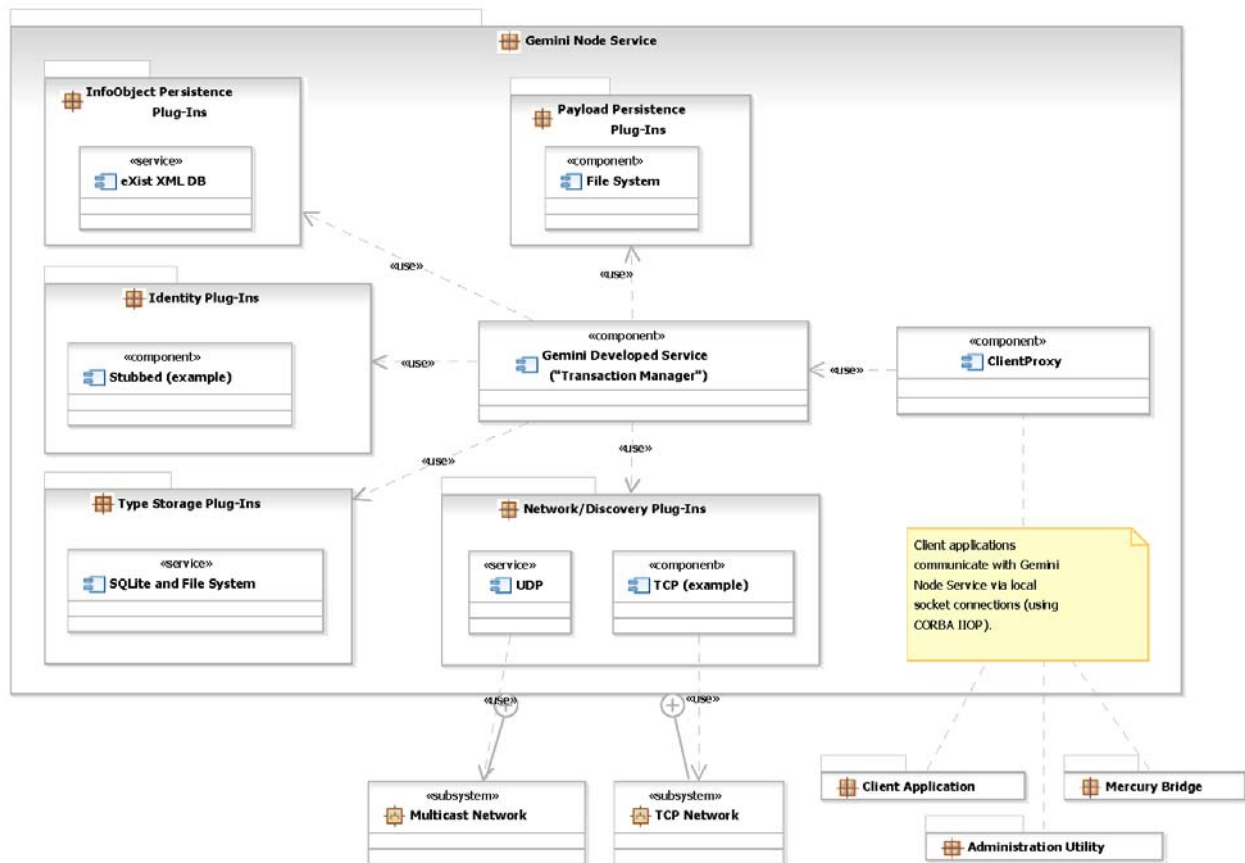 Gemini Node Service
InfoObject Persistence
Plug-Ins
«service»
eXist XML DB
Payload Persistence
Plug-Ins
«component»
File System
«use»
«use»
Identity Plug-Ins
«component»
Stubbed (example)
«use»
«component»
Gemini Developed Service
("Transaction Manager")
«use»
«component»
ClientProxy
«use»
«use»
Type Storage Plug-Ins
«service»
SQLite and File System
Network/Discovery Plug-Ins
«service»
UDP
«component»
TCP (example)
Client applications
communicate with Gemini
Node Service via local
socket connections (using
CORBA IIOP).
«use»
«use»
«subsystem»
Multicast Network
«subsystem»
TCP Network
Client Application
Mercury Bridge
Administration Utility